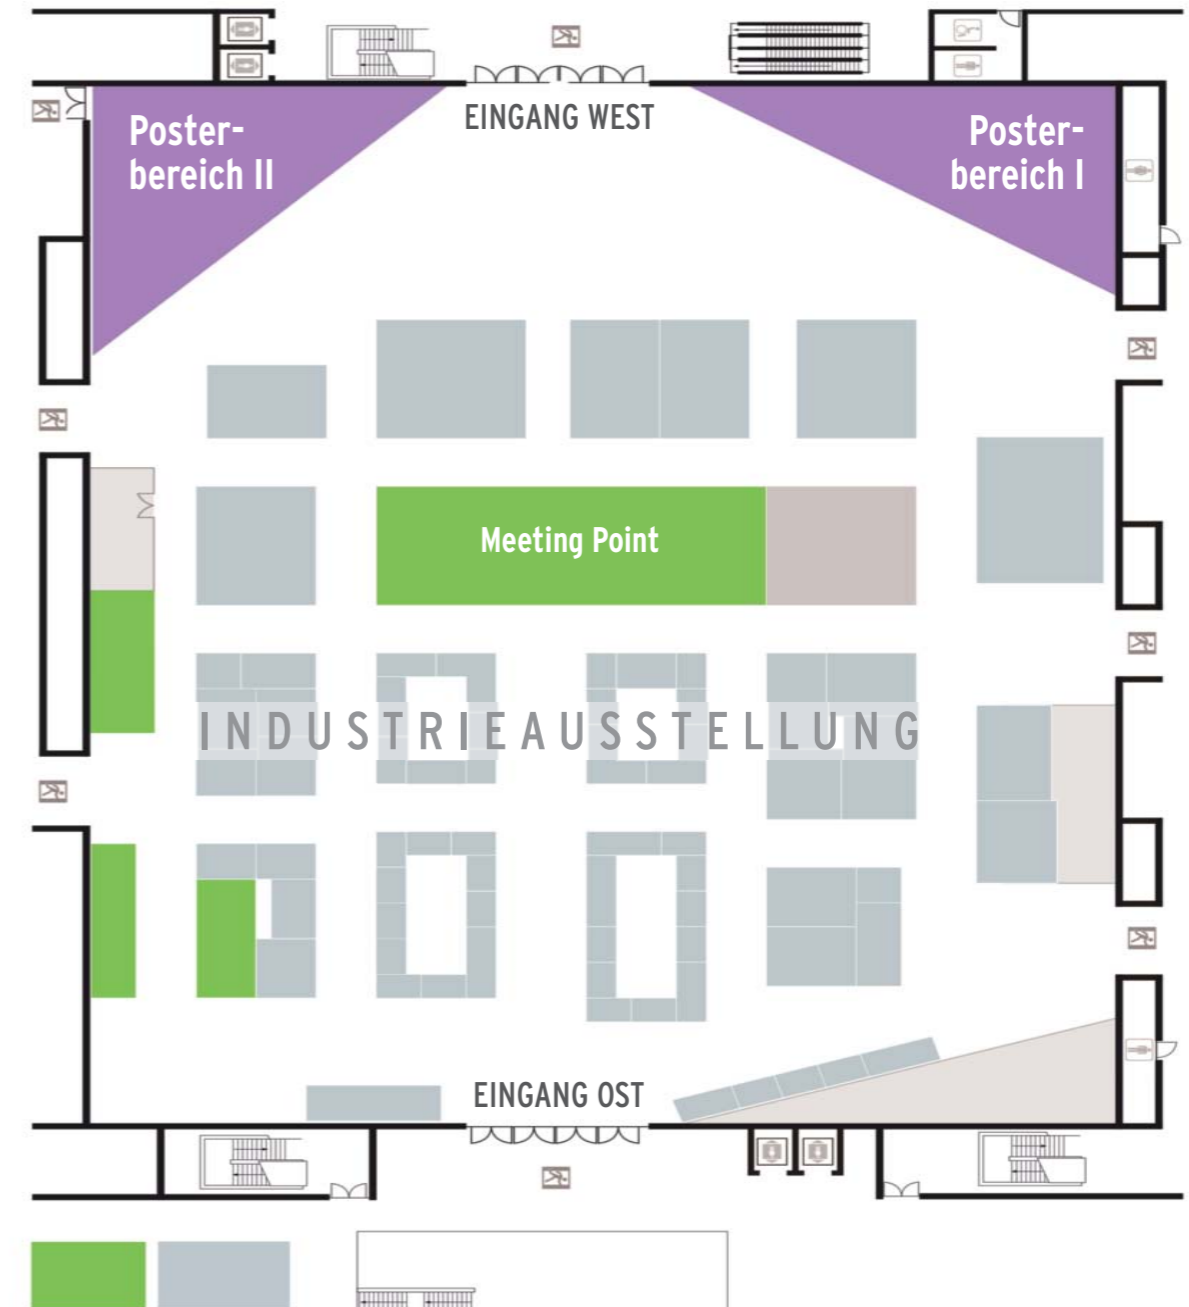 EINGANG WEST
Poster-
bereich II
Poster-
bereich I
Meeting Point
INDUSTRIEAUSSTELLUNG
EINGANG OST